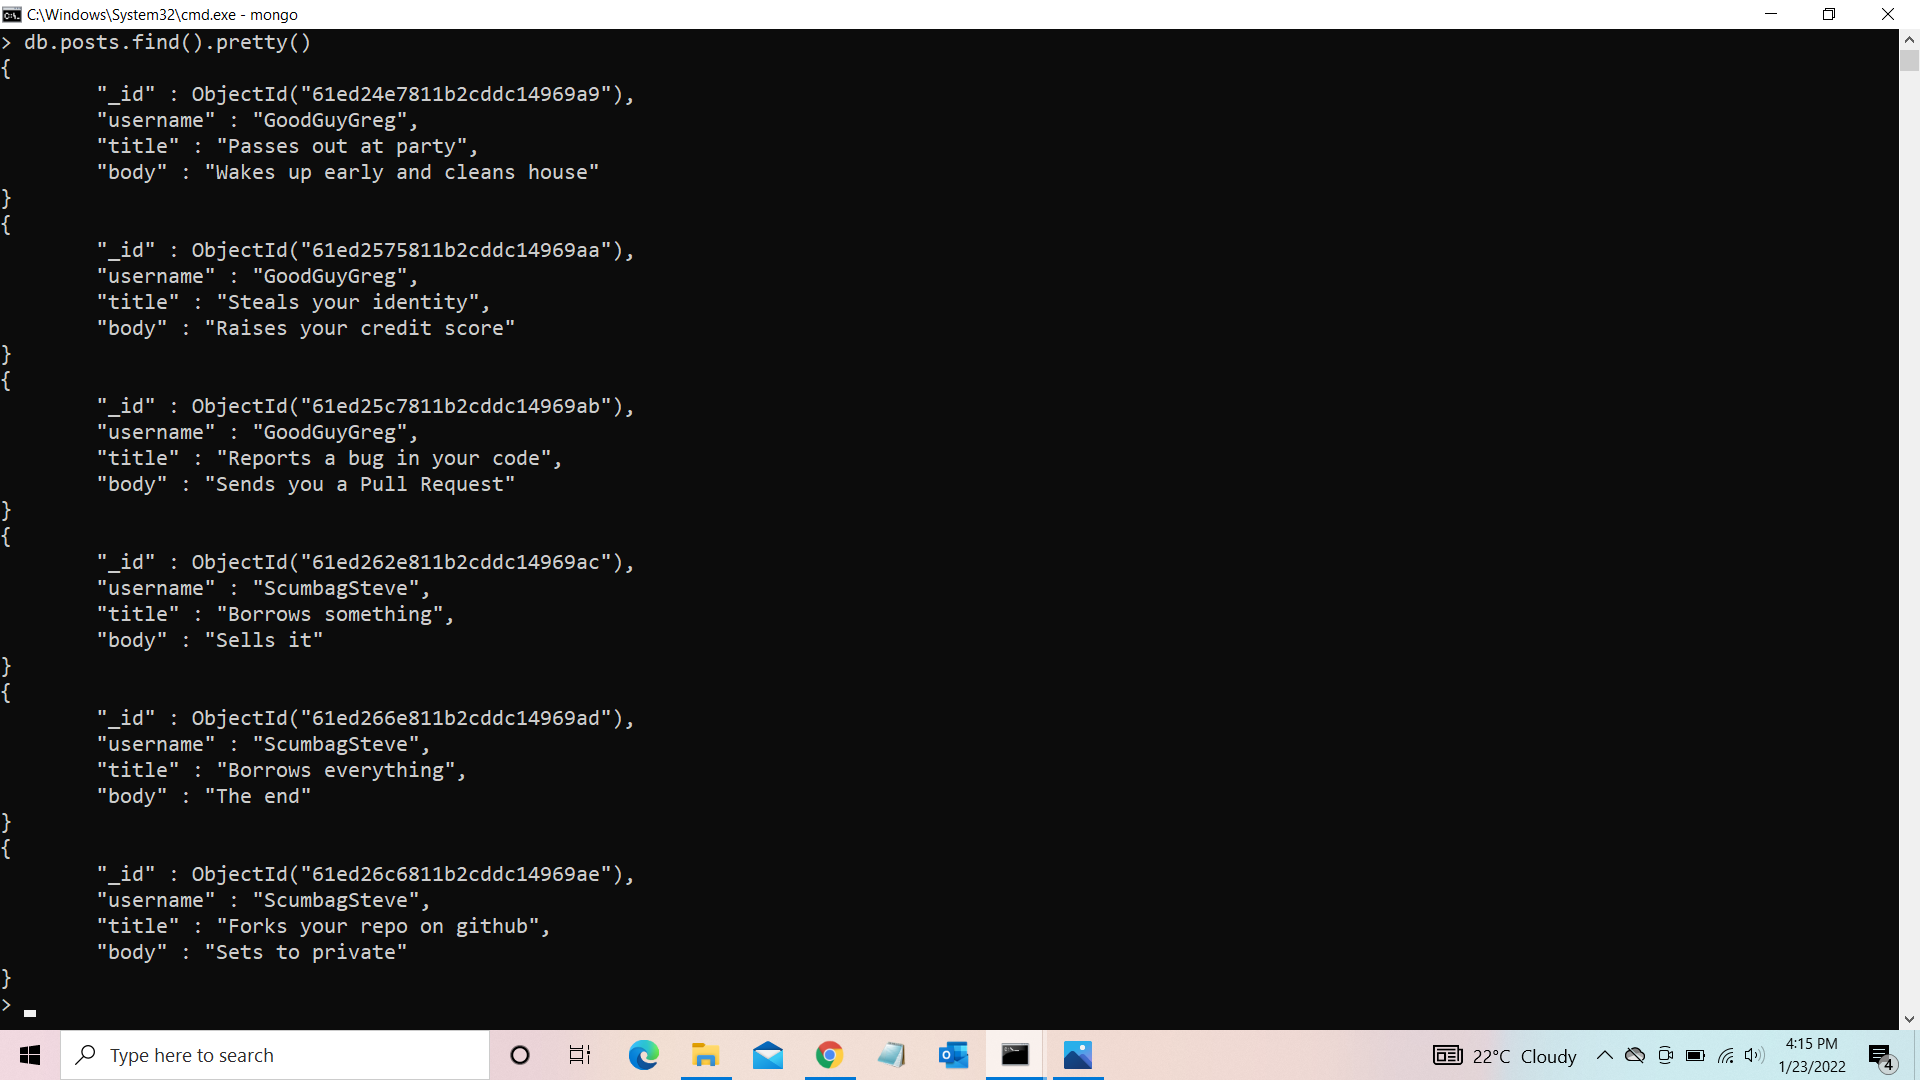 C:\Windows\System32\cmd.exe - mongo
> db.posts.find().pretty()
{
"_id" : ObjectId("61ed24e7811b2cddc14969a9"),
"username" : "GoodGuyGreg",
"title" : "Passes out at party",
"body" : "Wakes up early and cleans house"
}
{
"_id" : ObjectId("61ed2575811b2cddc14969aa"),
"username" : "GoodGuyGreg",
"title" : "Steals your identity",
"body" : "Raises your credit score"
}
{
"_id" : ObjectId("61ed25c7811b2cddc14969ab"),
"username" : "GoodGuyGreg",
"title" : "Reports a bug in your code",
"body" : "Sends you a Pull Request"
}
{
"_id" : ObjectId("61ed262e811b2cddc14969ac"),
"username" : "ScumbagSteve",
"title" : "Borrows something",
"body" : "Sells it"
}
{
"_id" : ObjectId("61ed266e811b2cddc14969ad"),
"username" : "ScumbagSteve",
"title" : "Borrows everything",
"body" : "The end"
}
{
"_id" : ObjectId("61ed26c6811b2cddc14969ae"),
"username" : "ScumbagSteve",
"title" : "Forks your repo on github",
"body" : "Sets to private"
}
>
Type here to search
22°C Cloudy
4:15 PM
1/23/2022
4